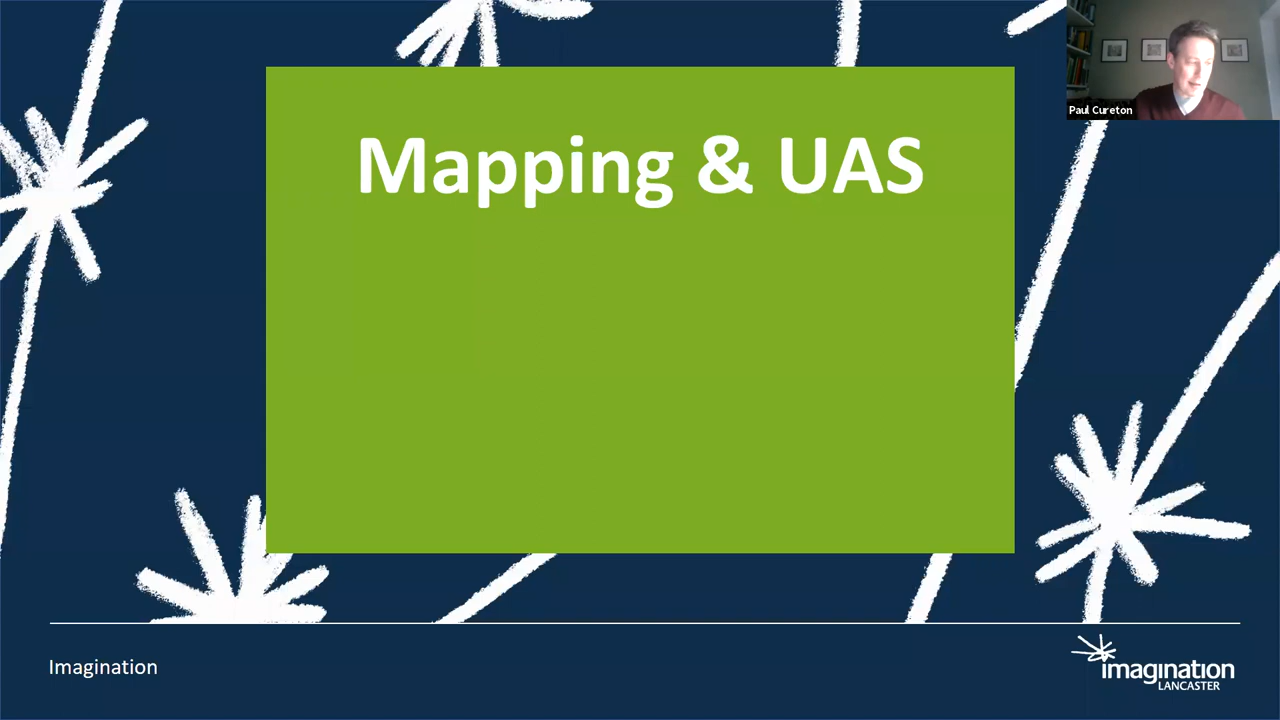 Mapping & UAS
Paul Cureton
Imagination
imagination
LANCASTER